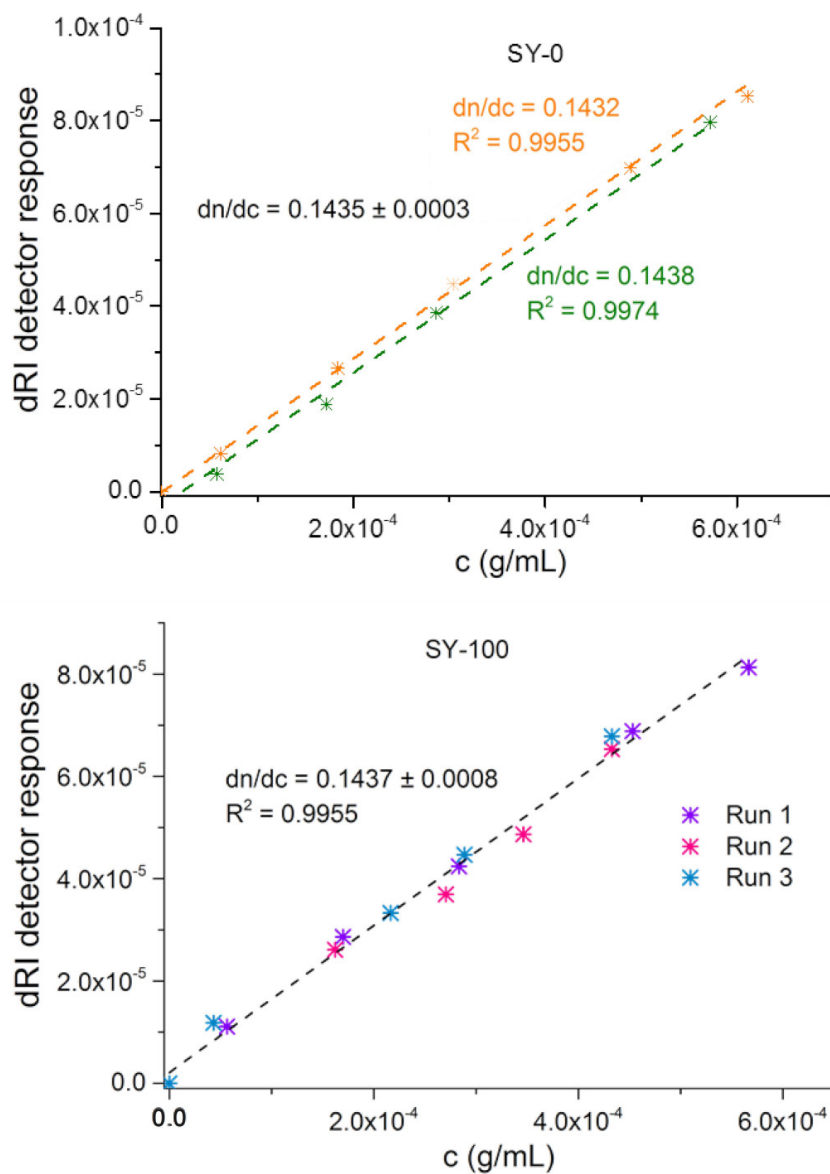 SY-0
dn/dc = 0.1432
R² = 0.9955
dn/dc = 0.1435 ± 0.0003
dn/dc = 0.1438
R² = 0.9974
dRI detector response
1.0x10⁻⁴
8.0x10⁻⁵
6.0x10⁻⁵
4.0x10⁻⁵
2.0x10⁻⁵
0.0
0.0 2.0x10⁻⁴ 4.0x10⁻⁴ 6.0x10⁻⁴
c (g/mL)
SY-100
dn/dc = 0.1437 ± 0.0008
R² = 0.9955
Run 1
Run 2
Run 3
dRI detector response
8.0x10⁻⁵
6.0x10⁻⁵
4.0x10⁻⁵
2.0x10⁻⁵
0.0
0.0 2.0x10⁻⁴ 4.0x10⁻⁴ 6.0x10⁻⁴
c (g/mL)